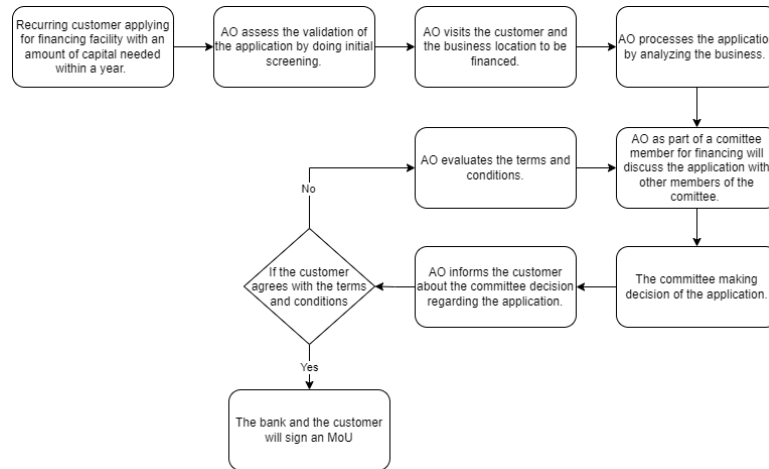 Recurring customer applying
for financing facility with an
amount of capital needed
within a year.
AO assess the validation of
the application by doing initial
screening.
AO visits the customer and
the business location to be
financed.
AO processes the application
by analyzing the business.
AO evaluates the terms and
conditions.
AO as part of a comittee
member for financing will
discuss the application with
other members of the
comittee.
No
If the customer
agrees with the terms
and conditions
AO informs the customer
about the committee decision
regarding the application.
The committee making
decision of the application.
Yes
The bank and the customer
will sign an MoU